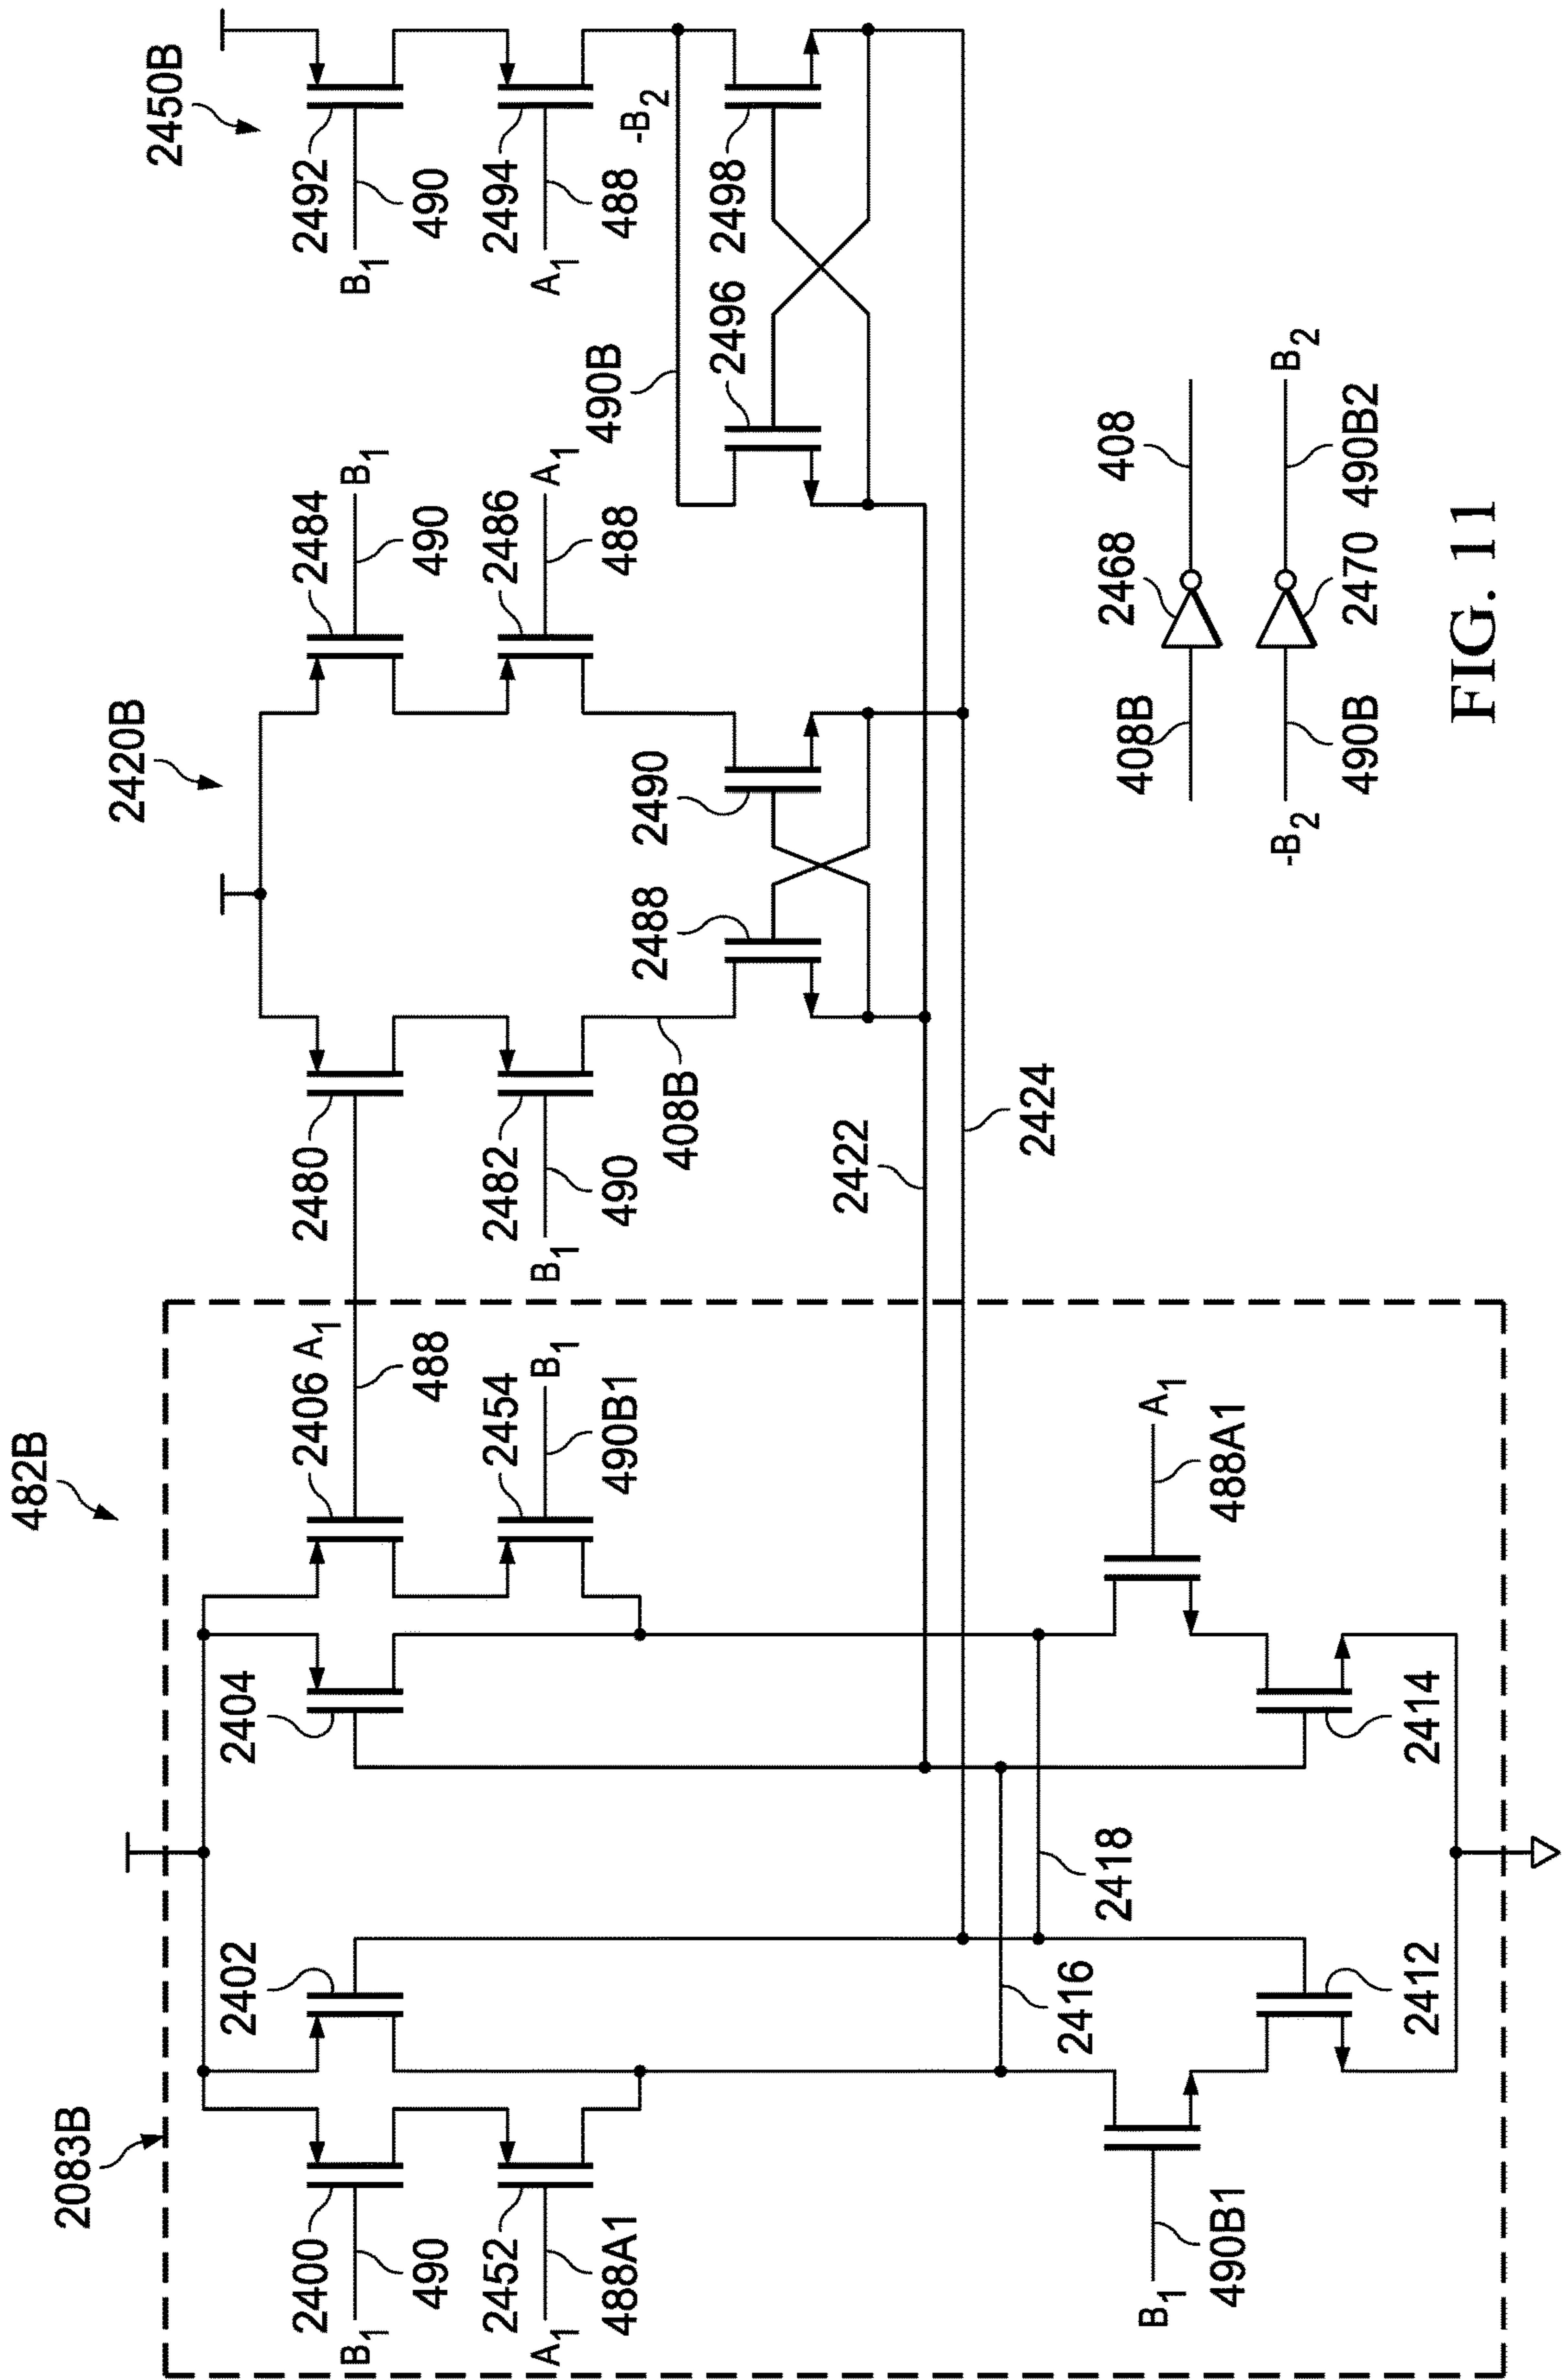 482B
2083B
2400
B1
490
2452
A1
488A1
2402
2404
2406
A1
488
2454
B1
490B1
2416
2418
B1
490B1
2412
2414
A1
488A1
2422
2424
2420B
2480
2482
B1
490
408B
2484
B1
490
2486
A1
488
2488
2490
2450B
2492
B1
490
2494
A1
488
-B2
490B
2496
2498
408B
2468
408
-B2
490B
2470
490B2
B2
FIG. 11